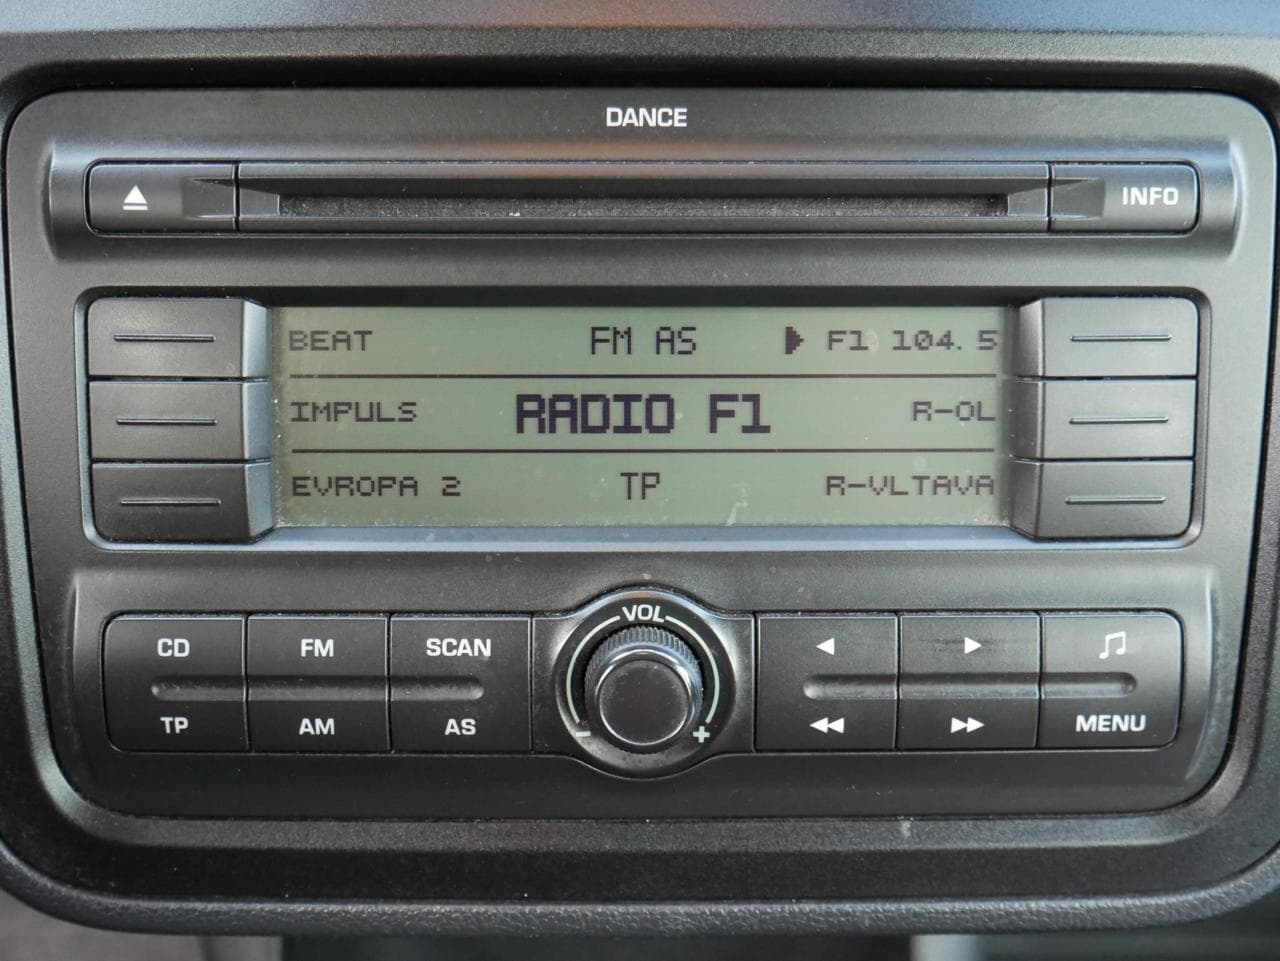 DANCE
INFO
BEAT FM AS F1 104.5
IMPULS RADIO F1 R-OL
EVROPA 2 TP R-VLTAVA
VOL
CD FM SCAN
TP AM AS
- +
MENU